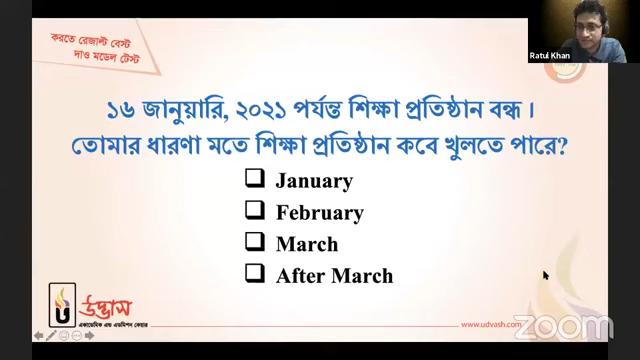 করতে রেজাল্ট বেস্ট
দাও মডেল টেস্ট
Ratul Khan
১৬ জানুয়ারি, ২০২১ পর্যন্ত শিক্ষা প্রতিষ্ঠান বন্ধ।
তোমার ধারণা মতে শিক্ষা প্রতিষ্ঠান কবে খুলতে পারে?
January
February
March
After March
উদ্ভাস
একাডেমিক এন্ড এডমিশন কেয়ার
www.udvash.com
zoom